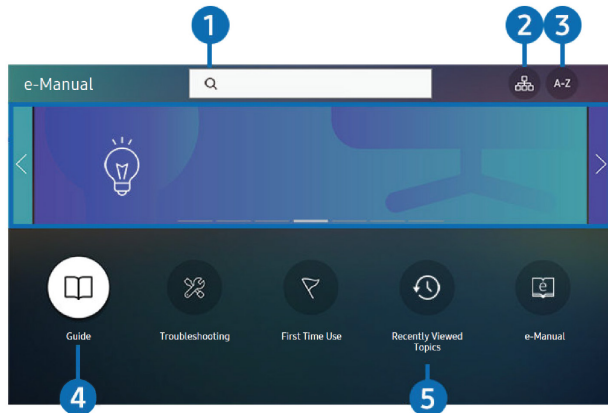 1
2
3
e-Manual
A-Z
Guide
Troubleshooting
First Time Use
Recently Viewed
Topics
e-Manual
4
5